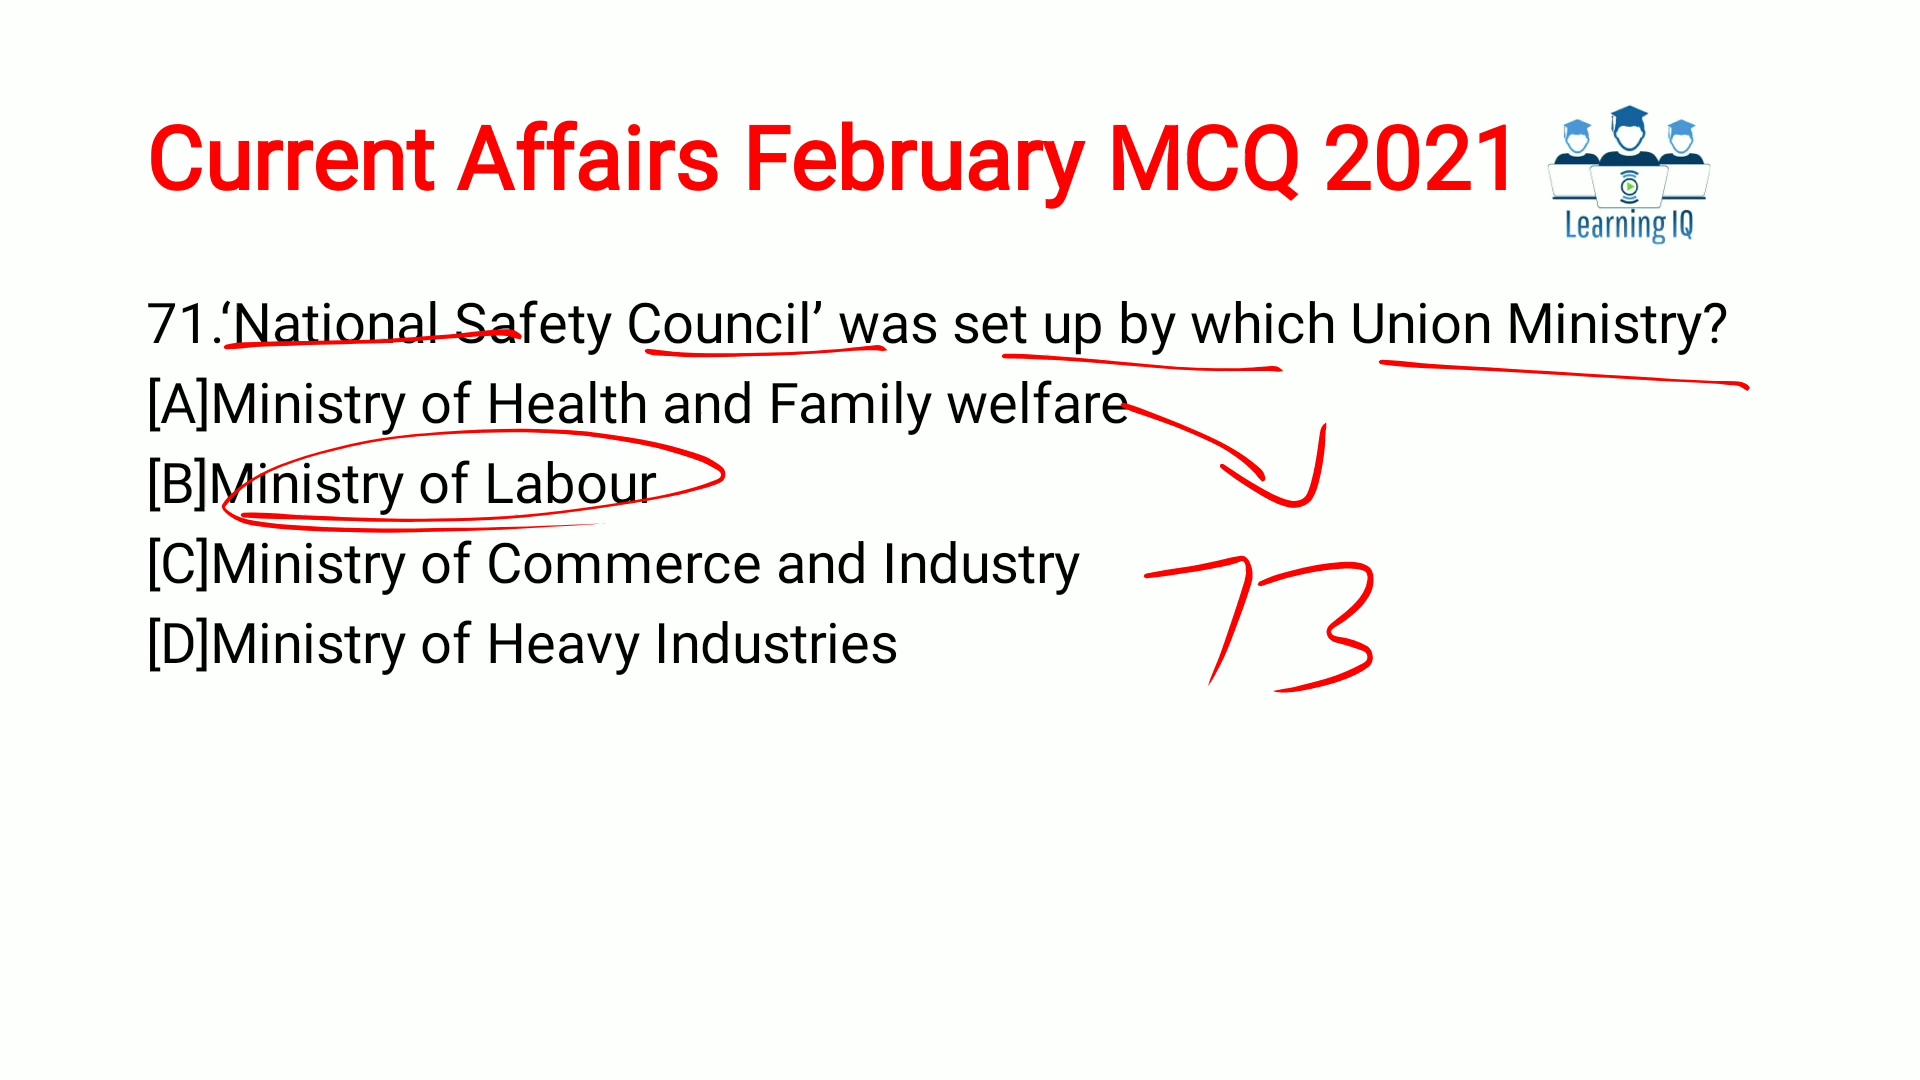 Current Affairs February MCQ 2021
Learning IQ
71.‘National Safety Council’ was set up by which Union Ministry?
[A]Ministry of Health and Family welfare
[B]Ministry of Labour
[C]Ministry of Commerce and Industry
[D]Ministry of Heavy Industries
73